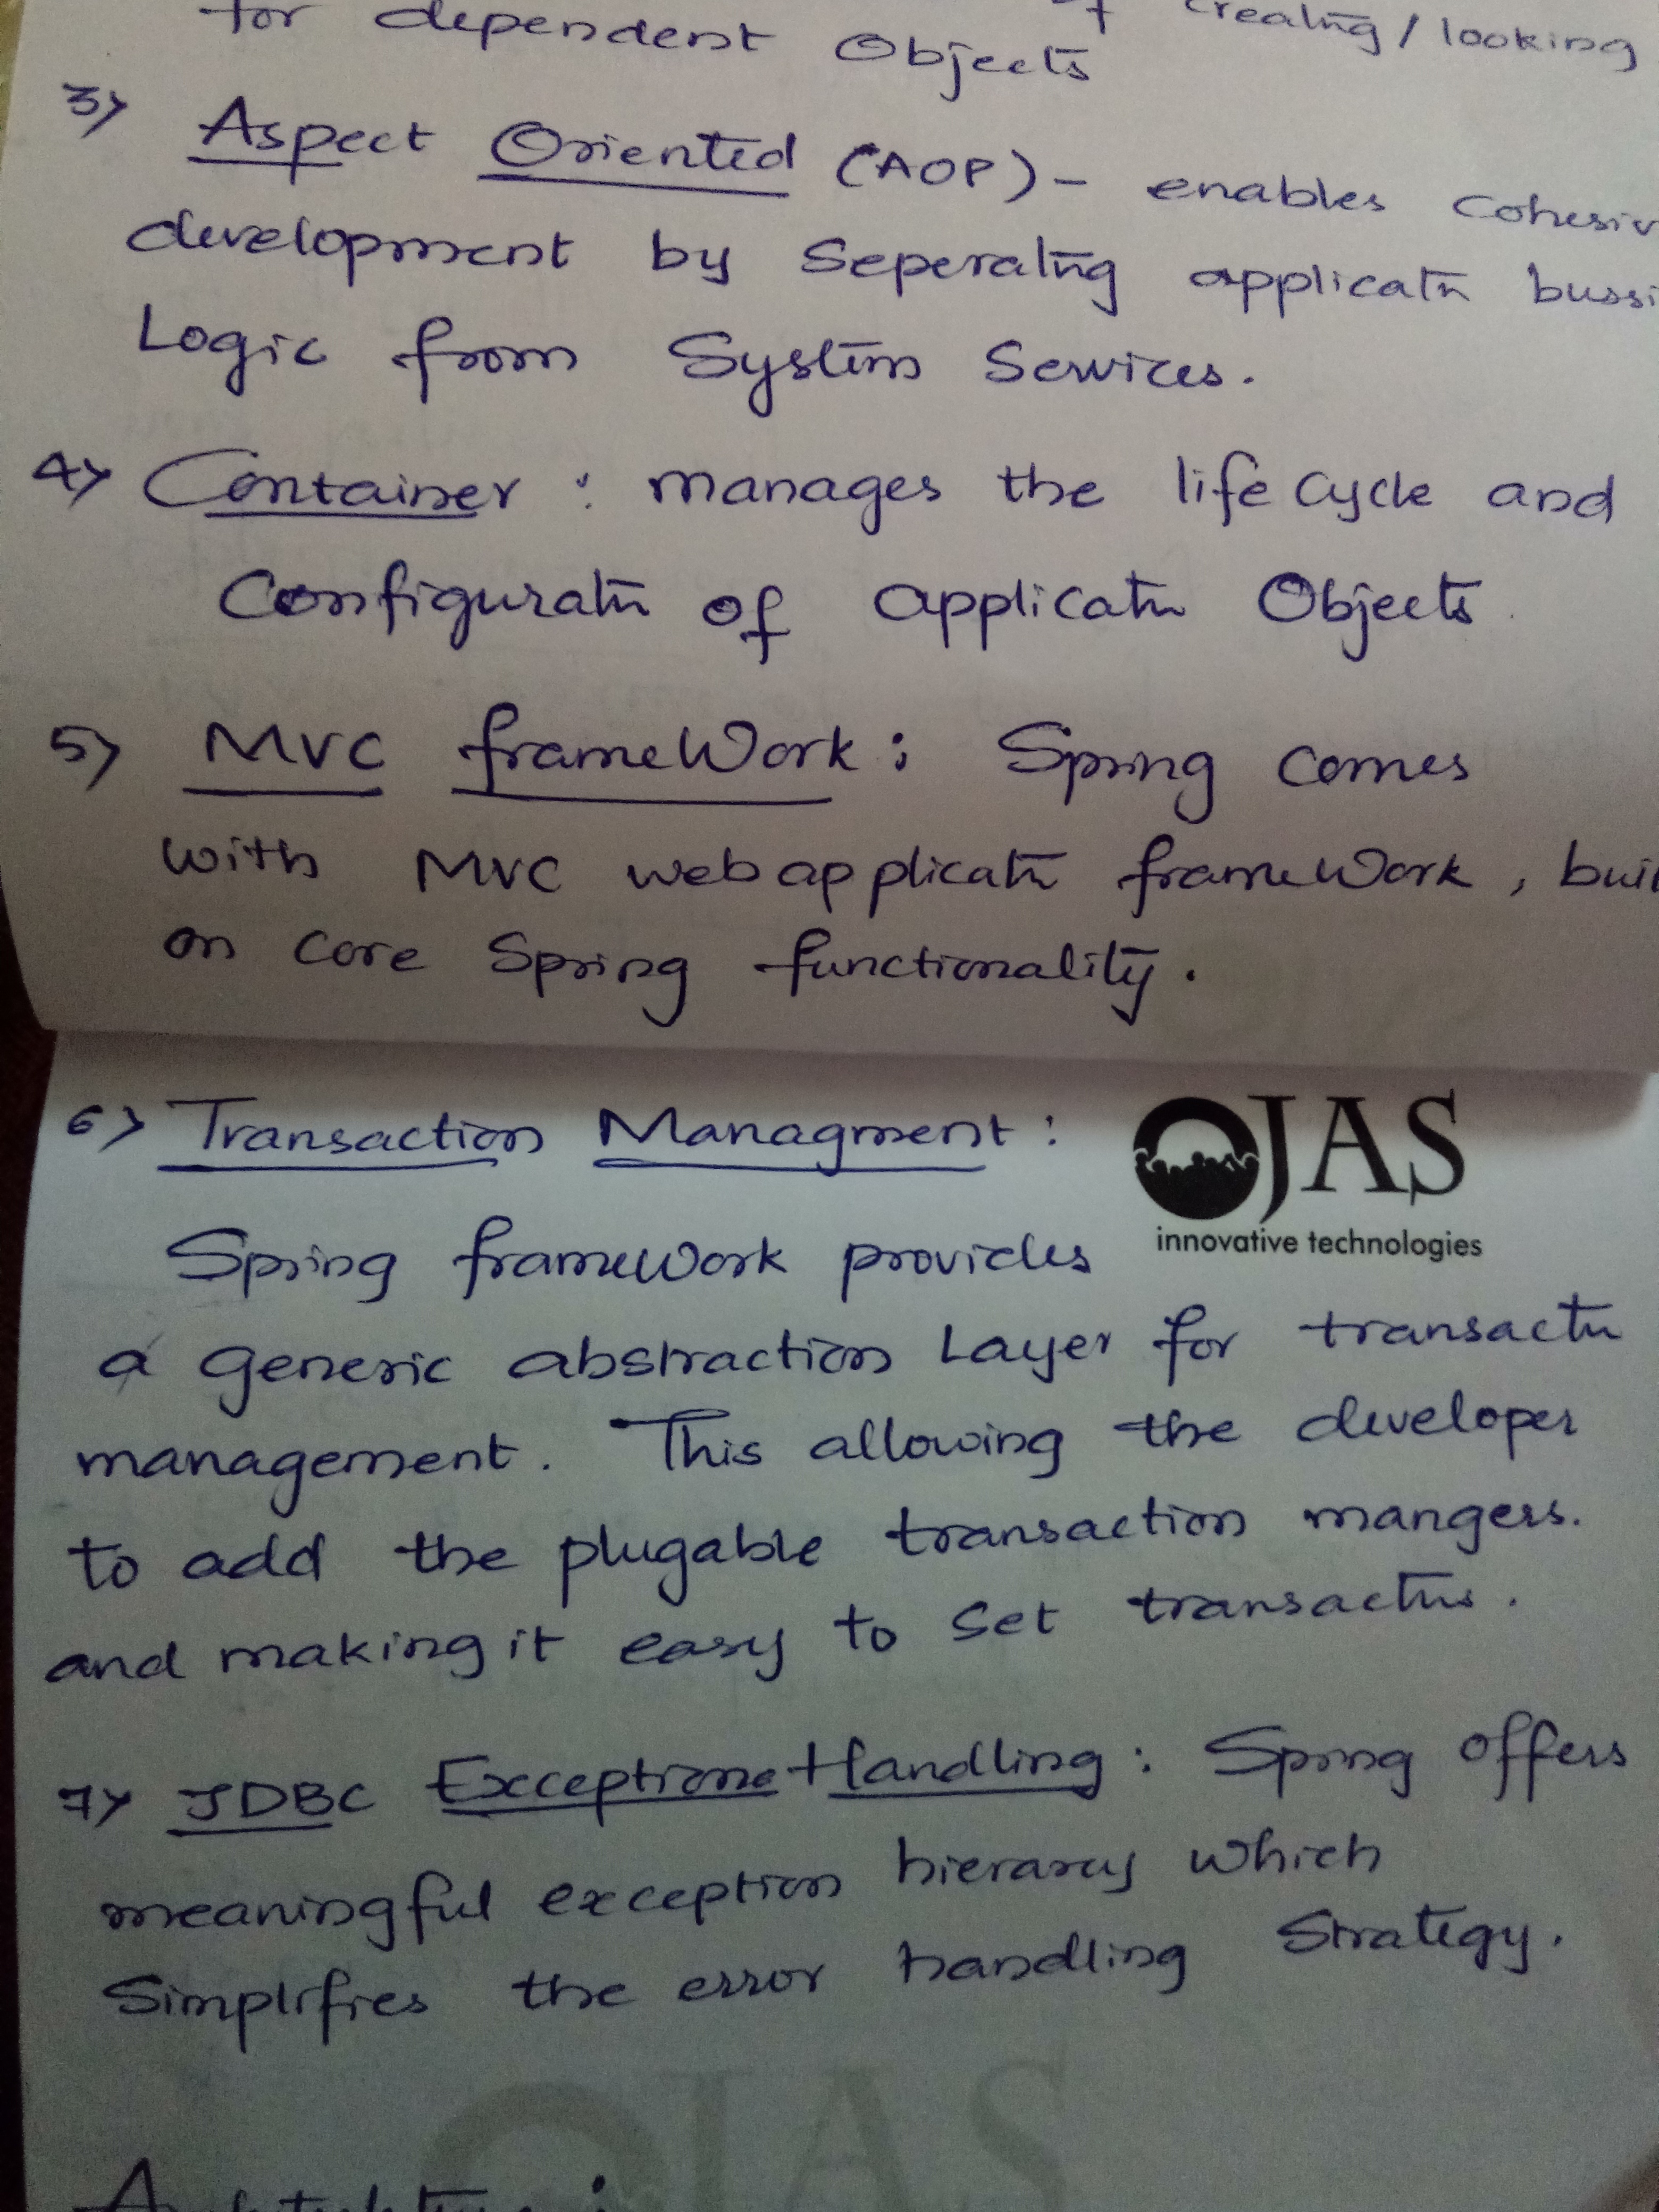 for dependent Objects creating / looking
3) Aspect Oriented (AOP) - enables cohesiv
development by Seperating applicatn bussi
Logic from System Services.
4) Container : manages the life Cycle and
Configuratn of applicatn Objects
5) MVC frameWork : Spring comes
with MVC web applicatn frameWork, buil
on core Spring functionality.
6) Transaction Managment :
OJAS
innovative technologies
Spring frameWork provides
a generic abstraction Layer for transactn
management. This allowing the developer
to add the plugable transaction mangers.
and making it easy to set transactns.
7) JDBC Exceptione Handling : Spring offers
meaningful exception hierarcy which
Simplifies the error handling Strategy.
OJAS